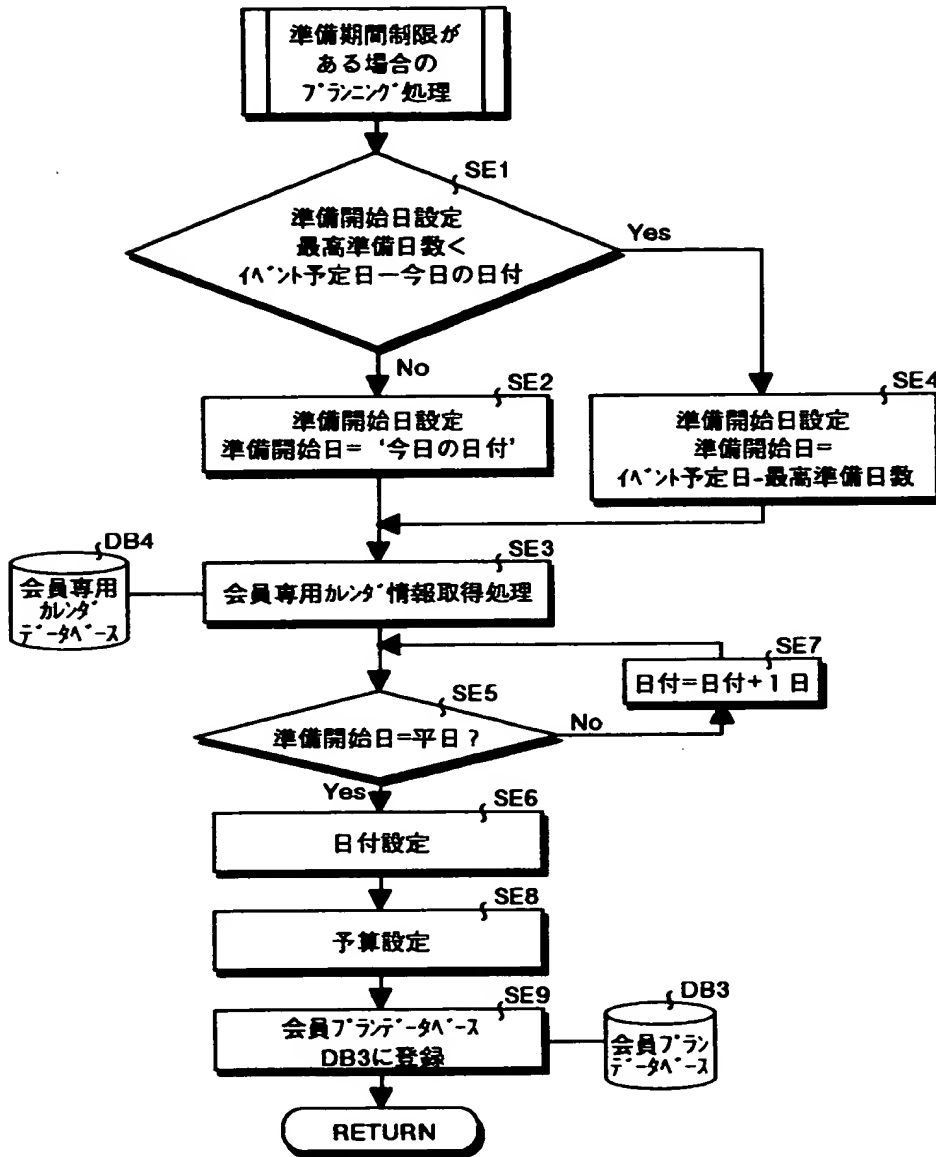 準備期間制限が
ある場合の
プランニング処理
SE1
準備開始日設定
最高準備日数<
イベント予定日ー今日の日付
Yes
No
SE2
準備開始日設定
準備開始日= ‘今日の日付’
SE4
準備開始日設定
準備開始日=
イベント予定日-最高準備日数
DB4
会員専用
カレンダ
データベース
SE3
会員専用カレンダ情報取得処理
SE7
日付=日付+1日
SE5
準備開始日=平日?
No
Yes
SE6
日付設定
SE8
予算設定
SE9
会員プランデータベース
DB3に登録
DB3
会員プラン
データベース
RETURN